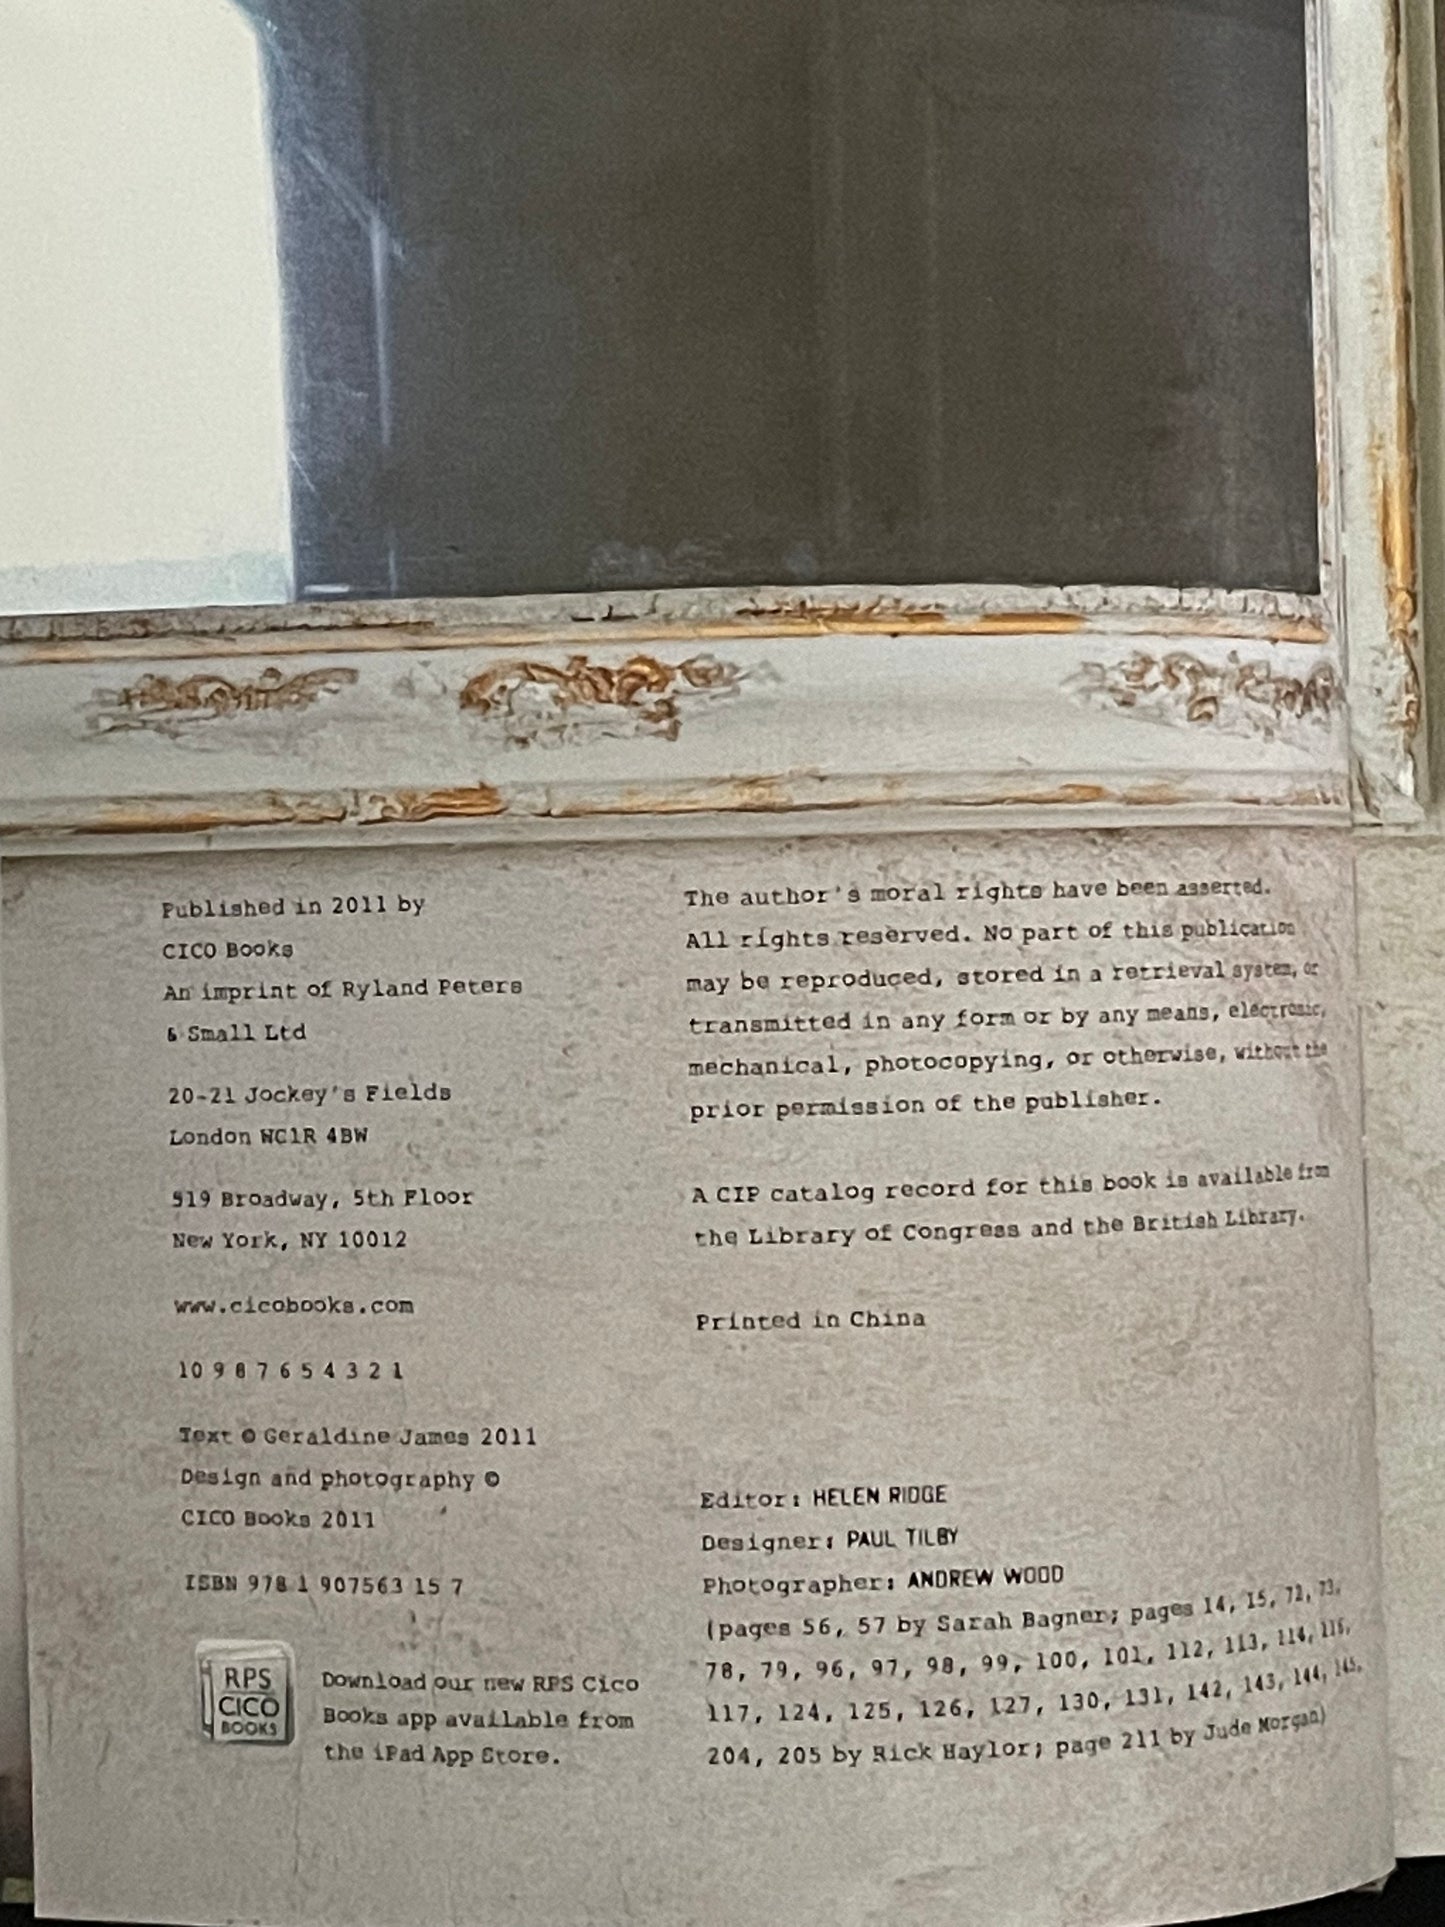 Published in 2011 by
CICO Books
An imprint of Ryland Peters
& Small Ltd
20-21 Jockey's Fields
London WC1R 4BW
519 Broadway, 5th Floor
New York, NY 10012
www.cicobooks.com
10 9 8 7 6 5 4 3 2 1
Text © Geraldine James 2011
Design and photography ©
CICO Books 2011
ISBN 978 1 907563 15 7
RPS
CICO
BOOKS
Download our new RPS Cico
Books app available from
the iPad App Store.
The author's moral rights have been asserted.
All rights reserved. No part of this publication
may be reproduced, stored in a retrieval system, or
transmitted in any form or by any means, electronic,
mechanical, photocopying, or otherwise, without the
prior permission of the publisher.
A CIP catalog record for this book is available from
the Library of Congress and the British Library.
Printed in China
Editor: HELEN RIDGE
Designer: PAUL TILBY
Photographer: ANDREW WOOD
(pages 56, 57 by Sarah Bagner; pages 14, 15, 72, 73,
78, 79, 96, 97, 98, 99, 100, 101, 112, 113, 114, 116,
117, 124, 125, 126, 127, 130, 131, 142, 143, 144, 145,
204, 205 by Rick Haylor; page 211 by Jude Morgan)